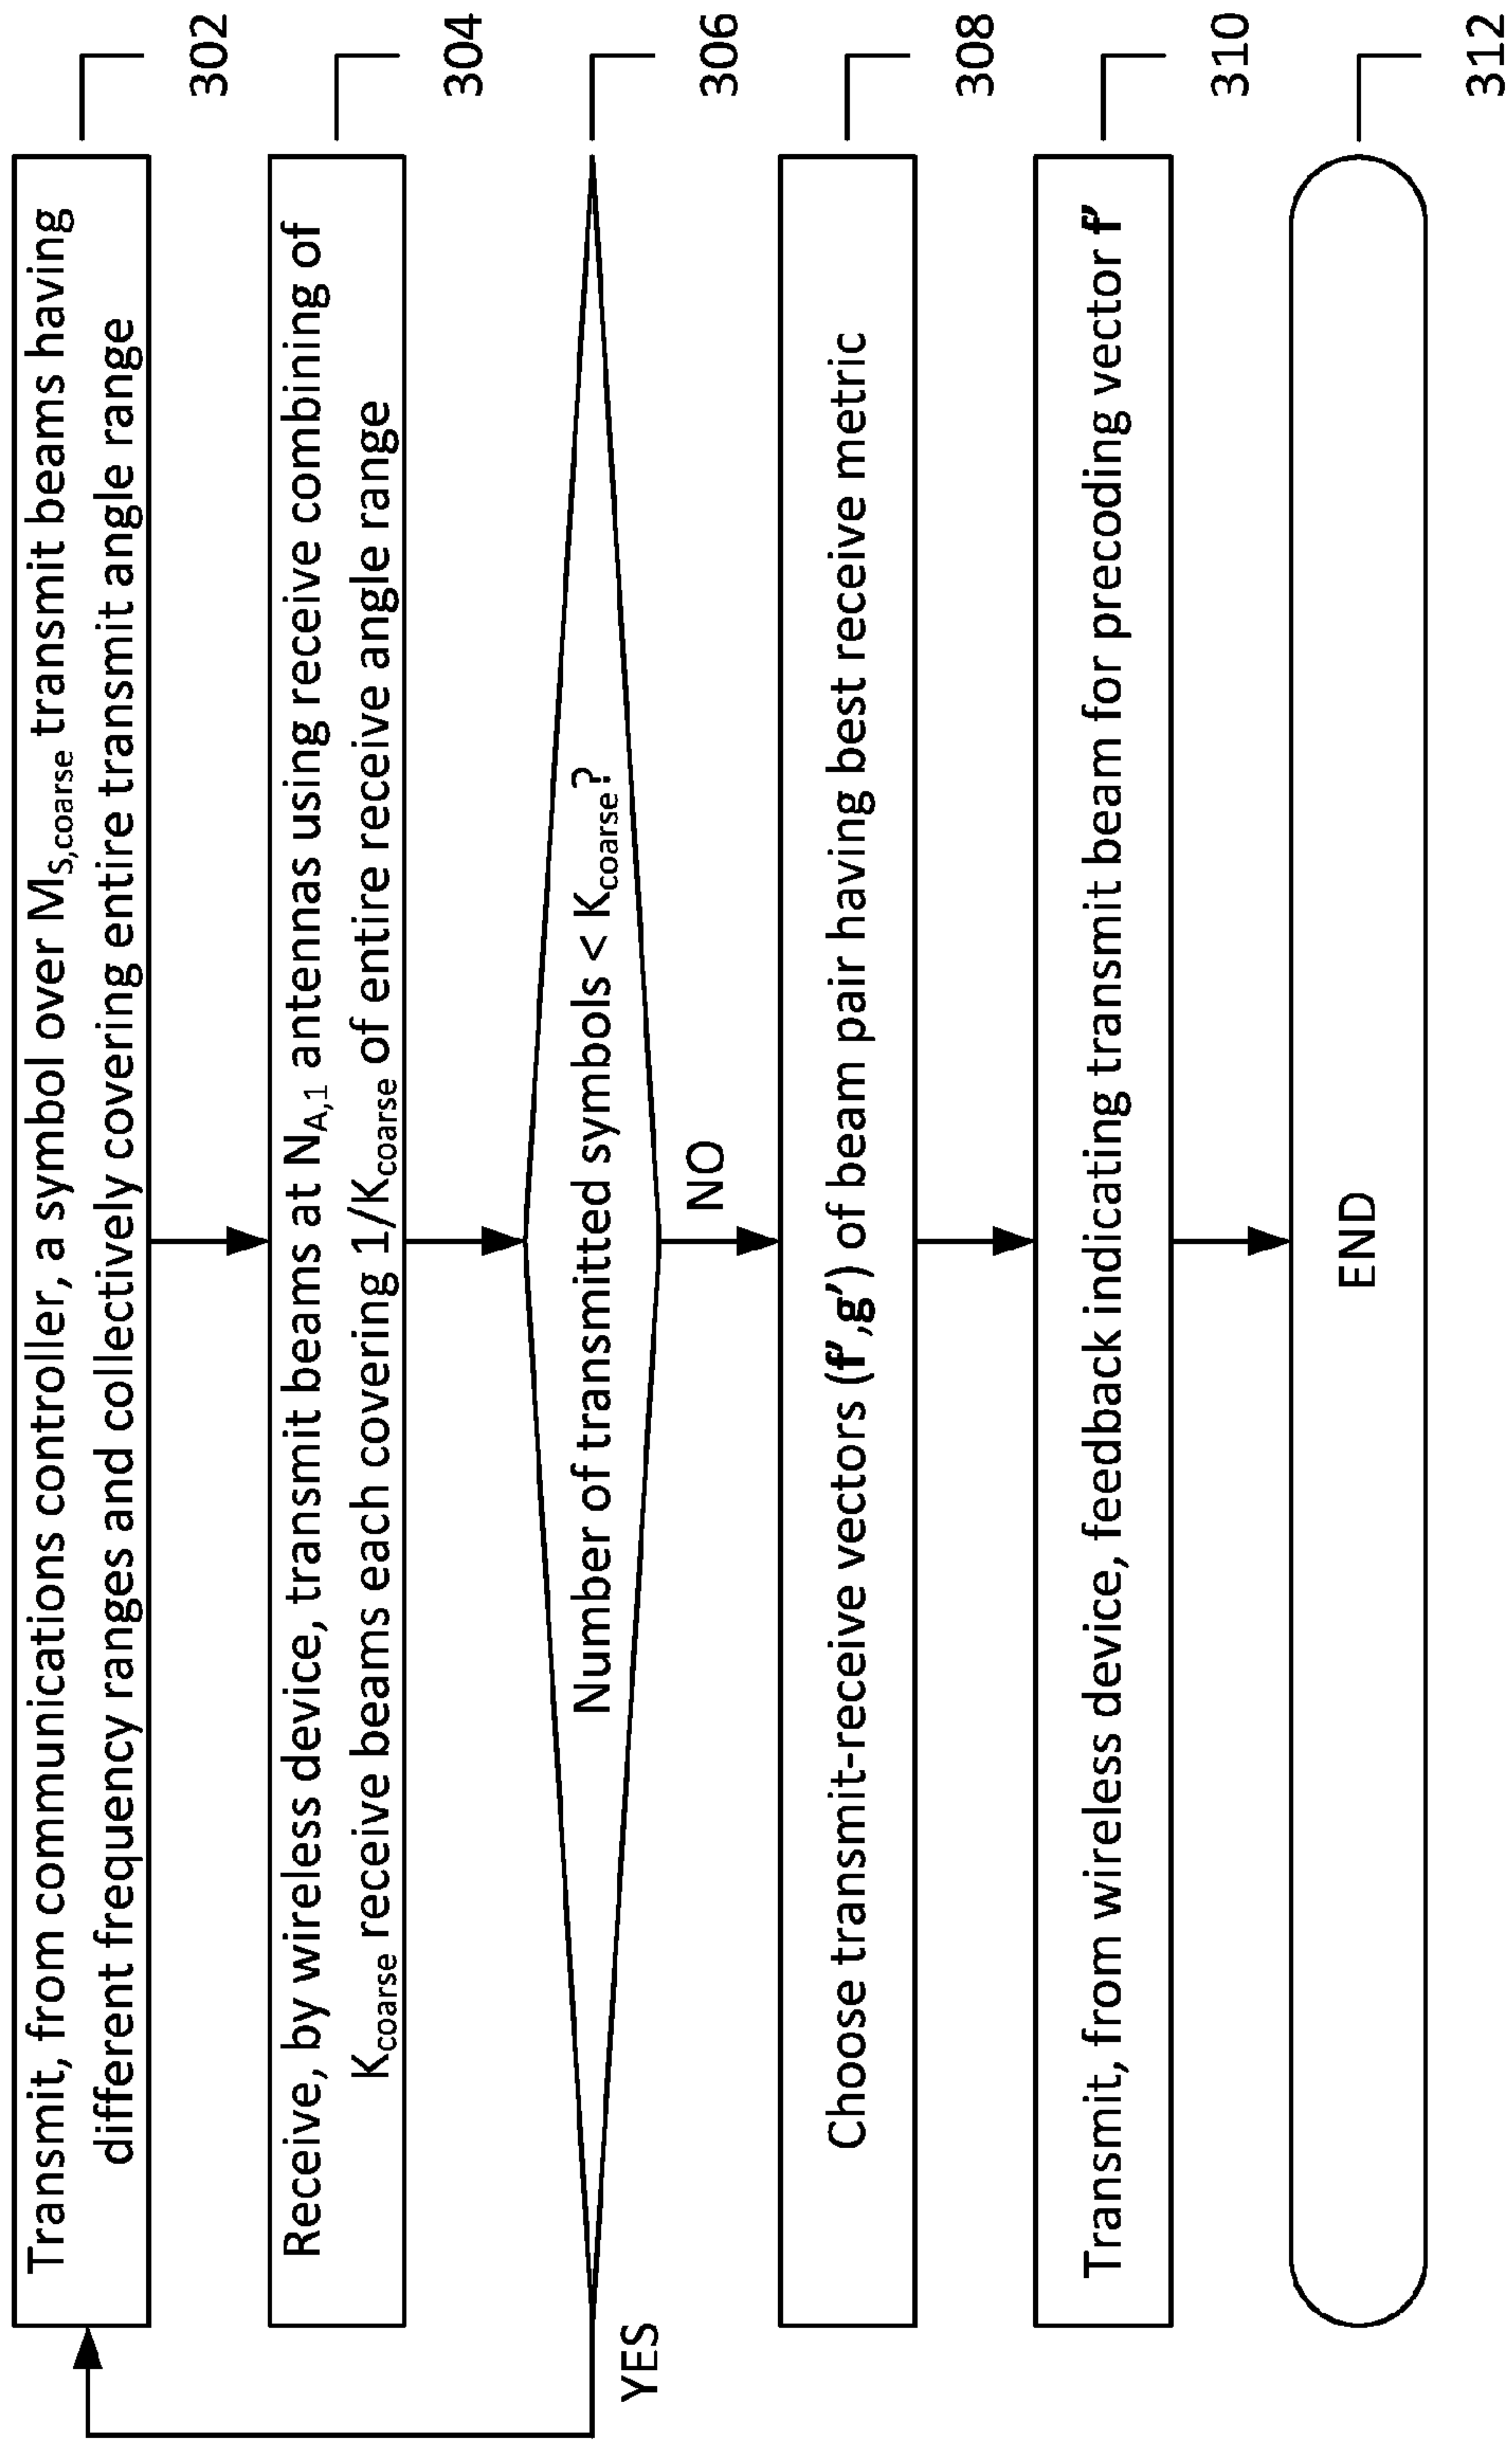 Transmit, from communications controller, a symbol over MS,coarse transmit beams having
different frequency ranges and collectively covering entire transmit angle range
302
Receive, by wireless device, transmit beams at NA,1 antennas using receive combining of
Kcoarse receive beams each covering 1/Kcoarse of entire receive angle range
304
Number of transmitted symbols < Kcoarse?
306
YES
NO
Choose transmit-receive vectors (f',g') of beam pair having best receive metric
308
Transmit, from wireless device, feedback indicating transmit beam for precoding vector f'
310
END
312